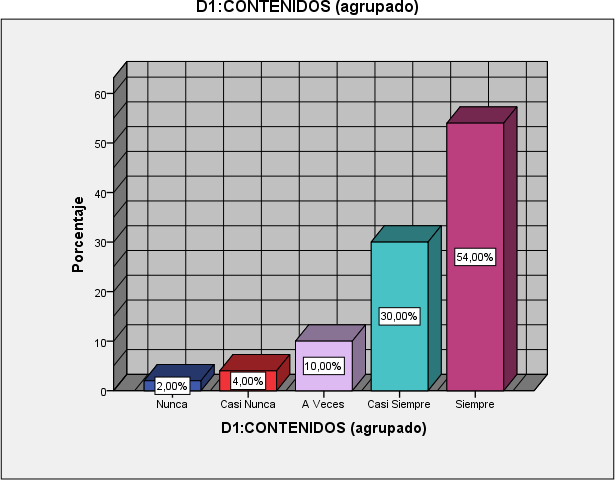 D1:CONTENIDOS (agrupado)
60
50
40
30
20
10
0
Porcentaje
2,00%
4,00%
10,00%
30,00%
54,00%
Nunca
Casi Nunca
A Veces
Casi Siempre
Siempre
D1:CONTENIDOS (agrupado)